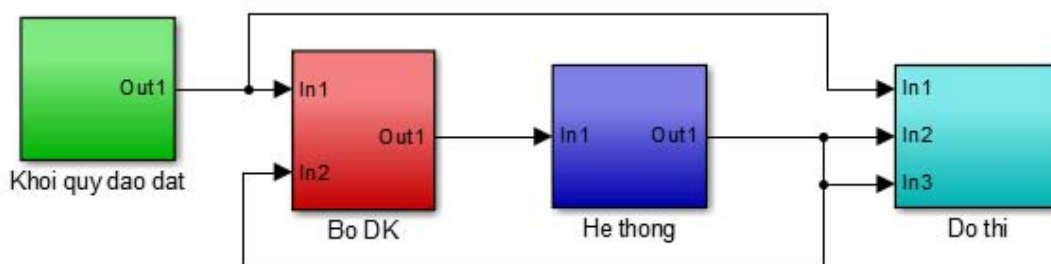 Out1
Khoi quy dao dat
In1
In2
Out1
Bo DK
In1
Out1
He thong
In1
In2
In3
Do thi